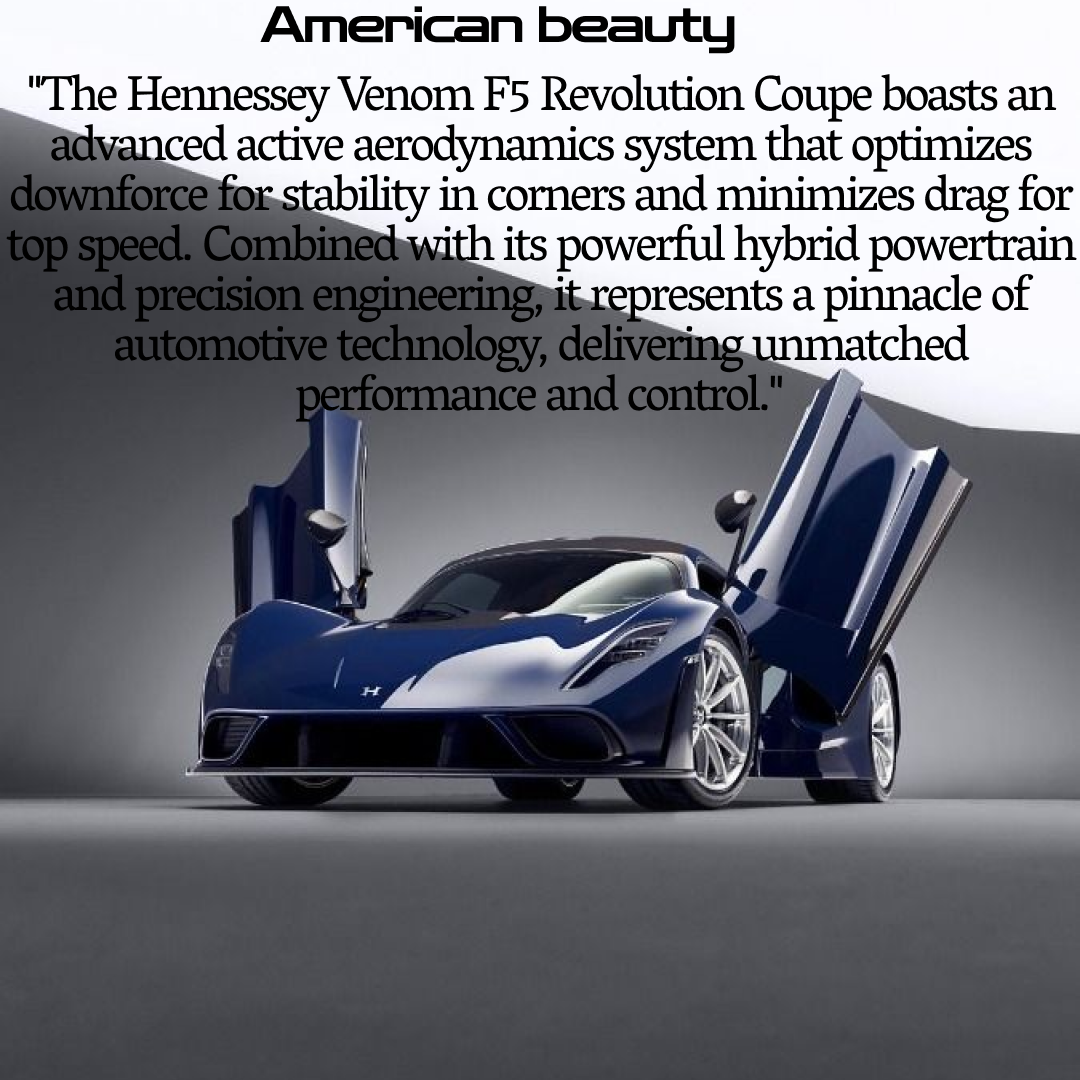 American beauty
"The Hennessey Venom F5 Revolution Coupe boasts an
advanced active aerodynamics system that optimizes
downforce for stability in corners and minimizes drag for
top speed. Combined with its powerful hybrid powertrain
and precision engineering, it represents a pinnacle of
automotive technology, delivering unmatched
performance and control."
H